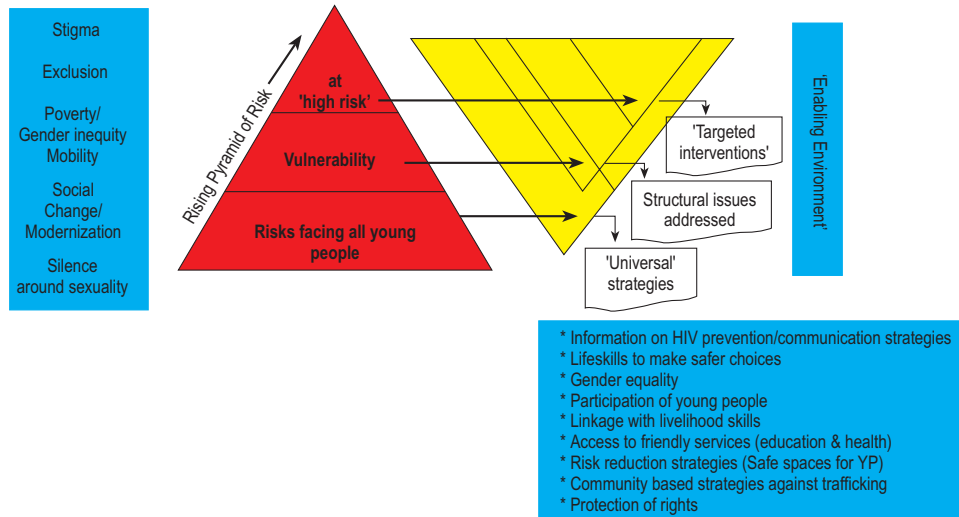 Stigma
Exclusion
Poverty/
Gender inequity
Mobility
Social
Change/
Modernization
Silence
around sexuality
Rising Pyramid of Risk
at
'high risk'
Vulnerability
Risks facing all young
people
'Targeted
interventions'
Structural issues
addressed
'Universal'
strategies
'Enabling Environment'
* Information on HIV prevention/communication strategies
* Lifeskills to make safer choices
* Gender equality
* Participation of young people
* Linkage with livelihood skills
* Access to friendly services (education & health)
* Risk reduction strategies (Safe spaces for YP)
* Community based strategies against trafficking
* Protection of rights